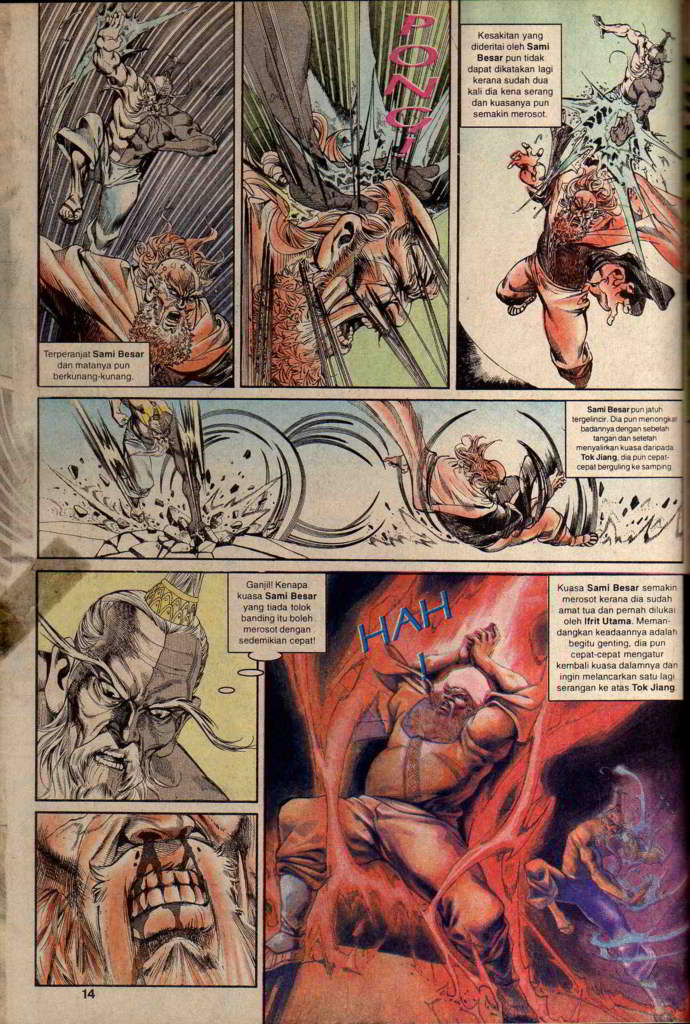 PONG!
Kesakitan yang
dideritai oleh Sami
Besar pun tidak
dapat dikatakan lagi
kerana sudah dua
kali dia kena serang
dan kuasanya pun
semakin merosot.
Terperanjat Sami Besar
dan matanya pun
berkunang-kunang.
Sami Besar pun jatuh
tergelincir. Dia pun menongkat
badannya dengan sebelah
tangan dan setelah
menyalirkan kuasa daripada
Tok Jiang, dia pun cepat-
cepat berguling ke samping.
Ganjil! Kenapa
kuasa Sami Besar
yang tiada tolok
banding itu boleh
merosot dengan
sedemikian cepat!
HAH
!
Kuasa Sami Besar semakin
merosot kerana dia sudah
amat tua dan pernah dilukai
oleh Ifrit Utama. Meman-
dangkan keadaannya adalah
begitu genting, dia pun
cepat-cepat mengatur
kembali kuasa dalamnya dan
ingin melancarkan satu lagi
serangan ke atas Tok Jiang
14